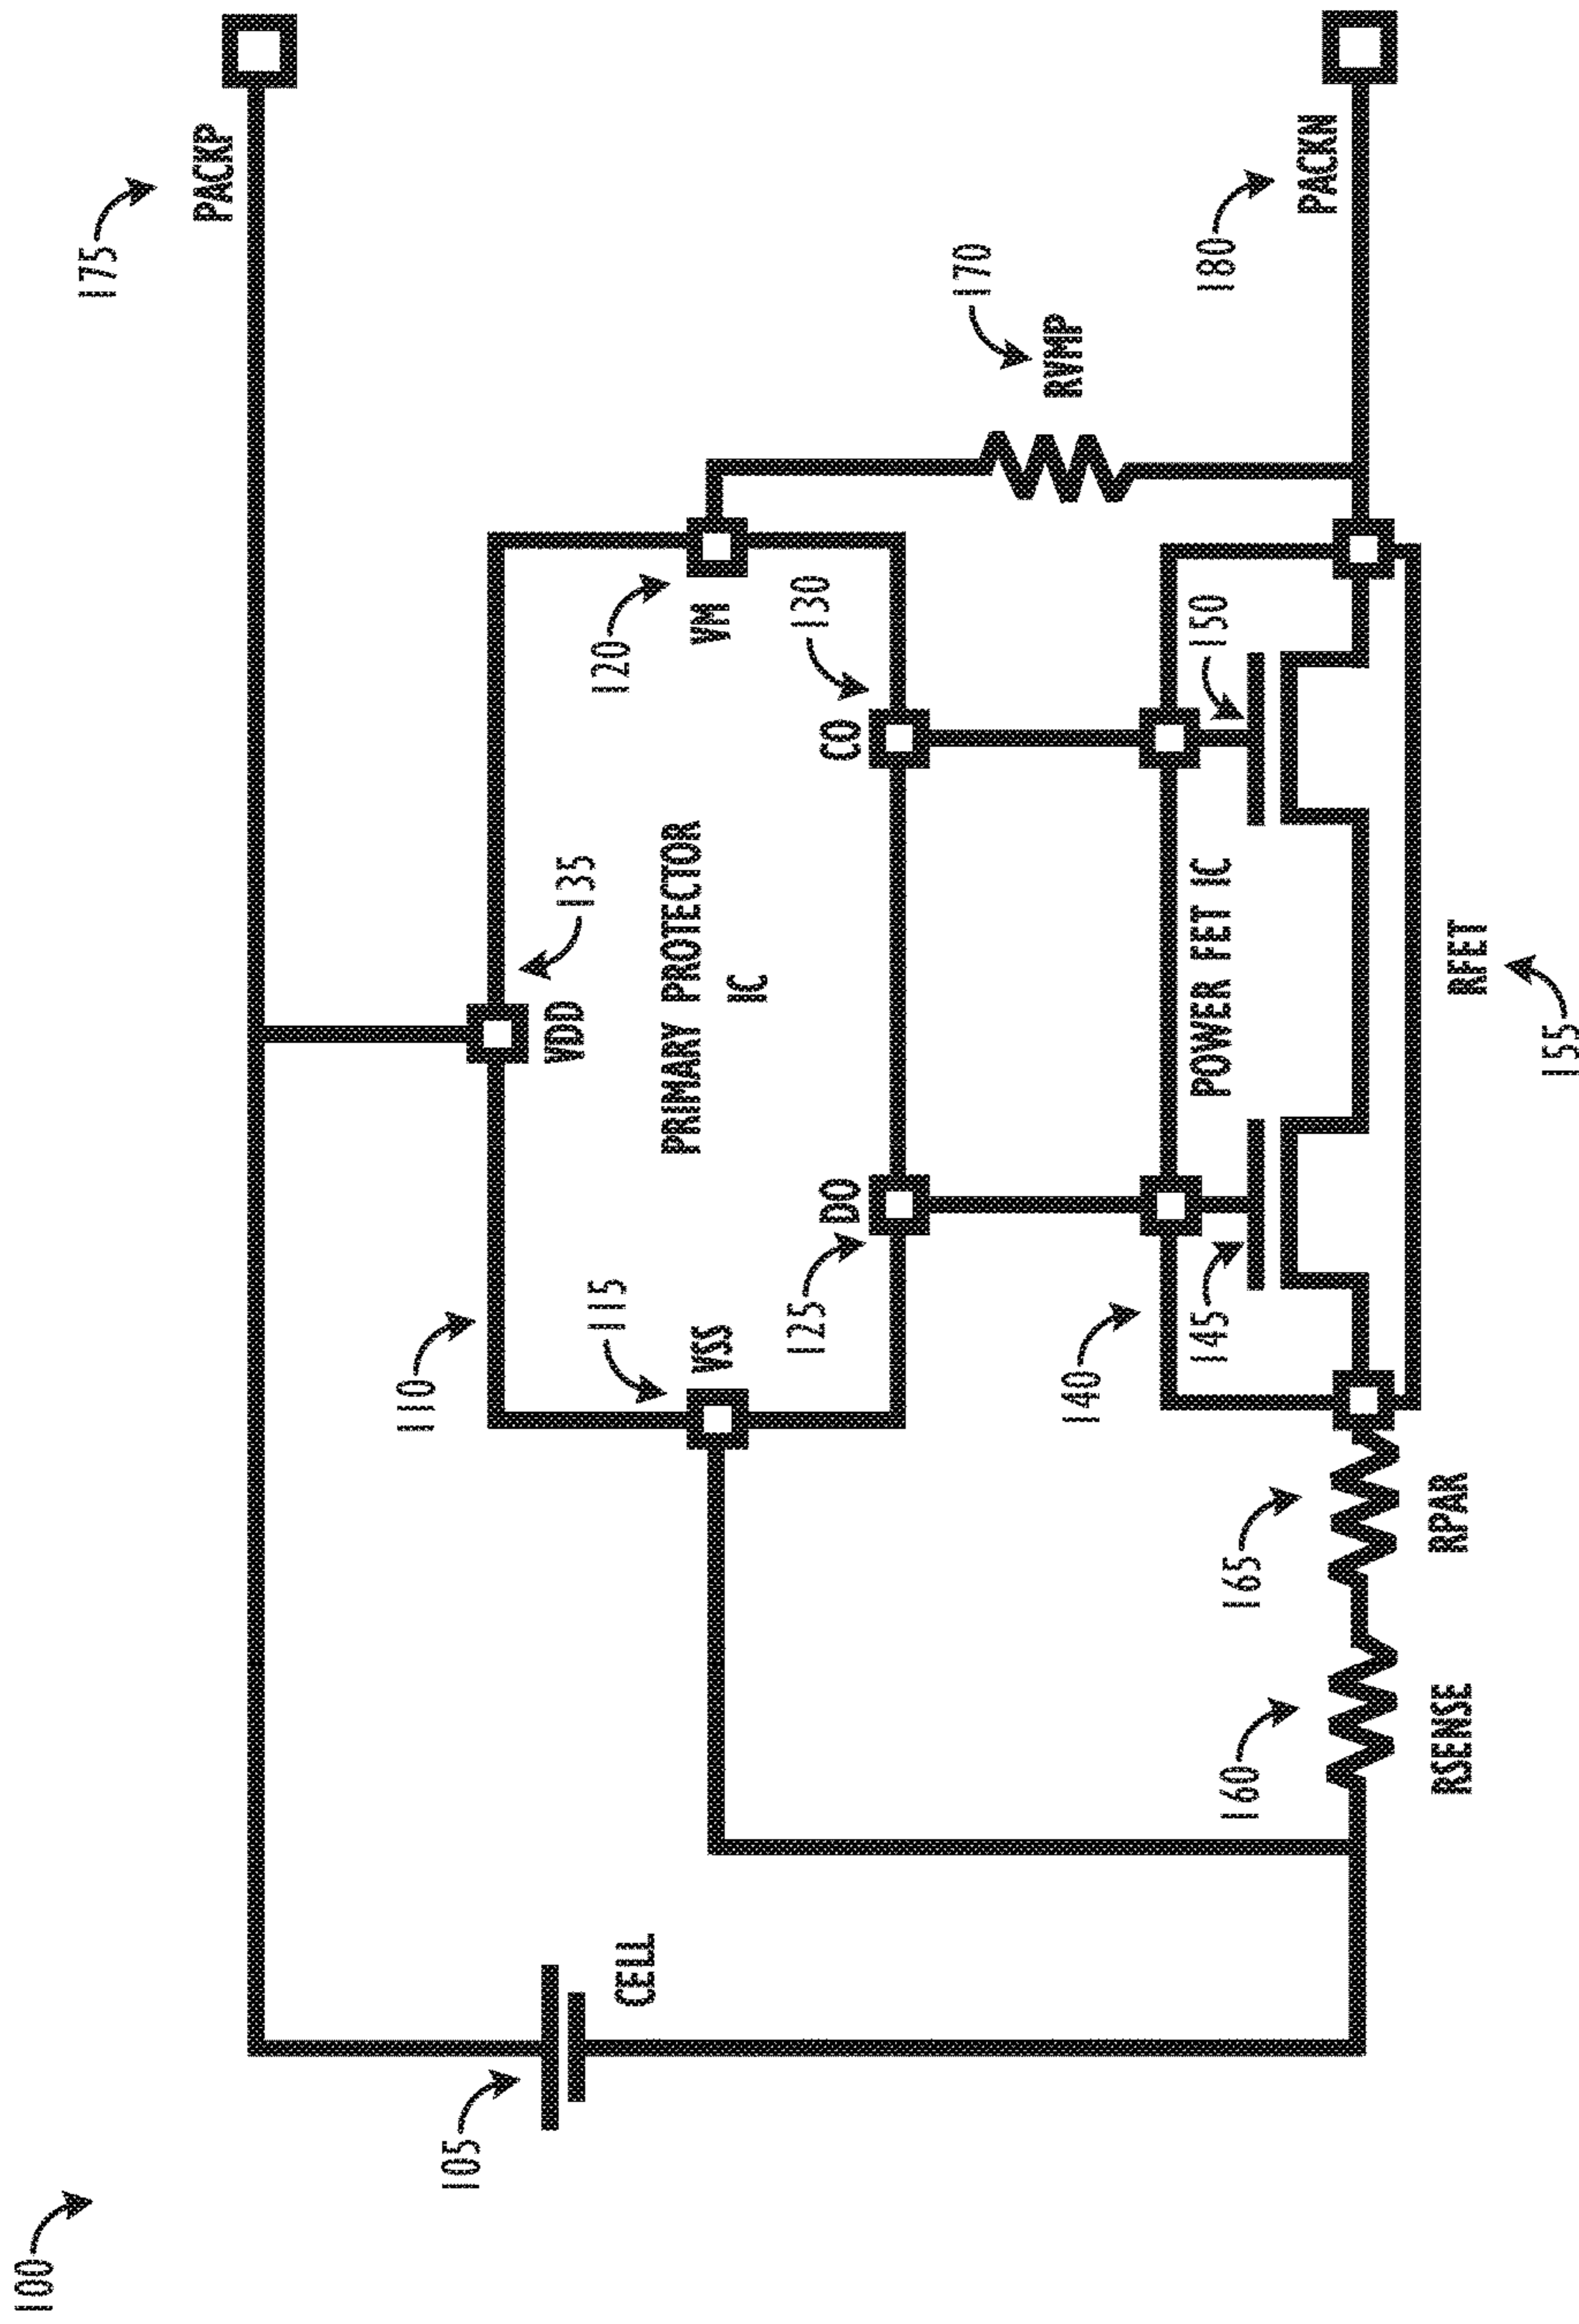 100
175
PACKP
105
CELL
110
135
VDD
115
VSS
120
VM
PRIMARY PROTECTOR
IC
125
DO
130
CO
170
RVMP
140
145
150
POWER FET IC
160
165
180
PACKN
RSENSE
RPAR
RFET
155